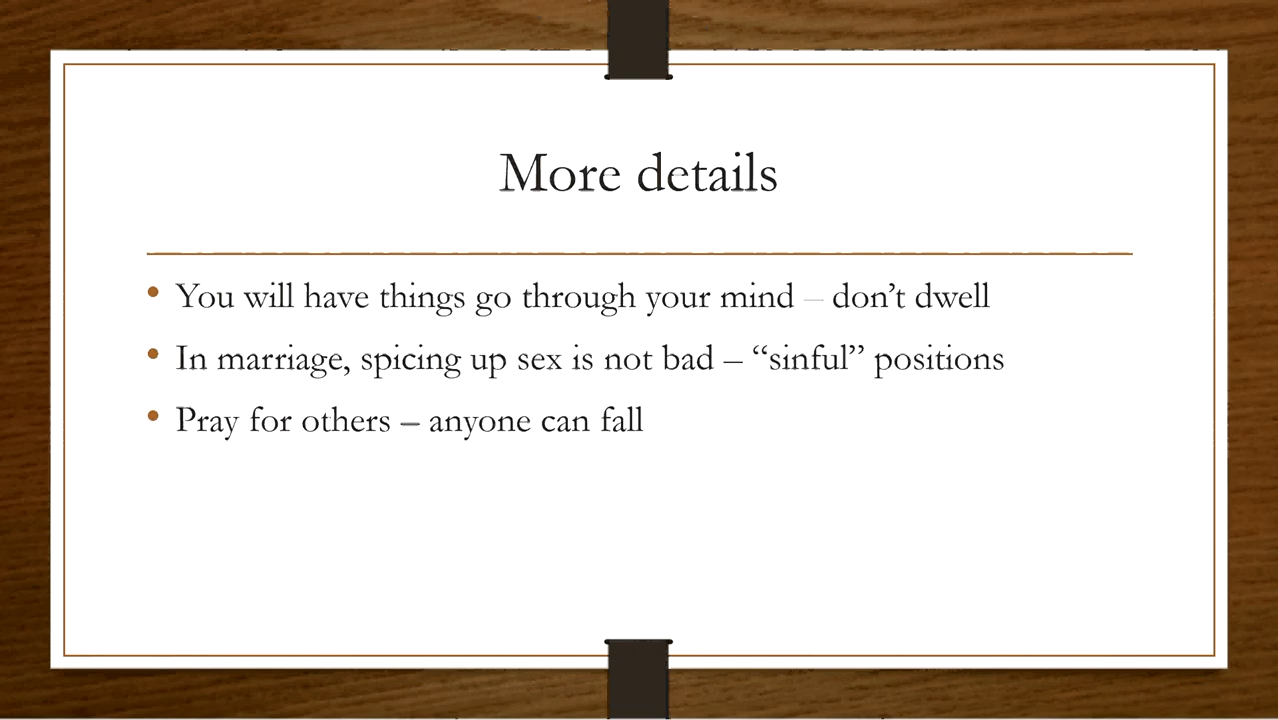 More details
• You will have things go through your mind – don’t dwell
• In marriage, spicing up sex is not bad – “sinful” positions
• Pray for others – anyone can fall